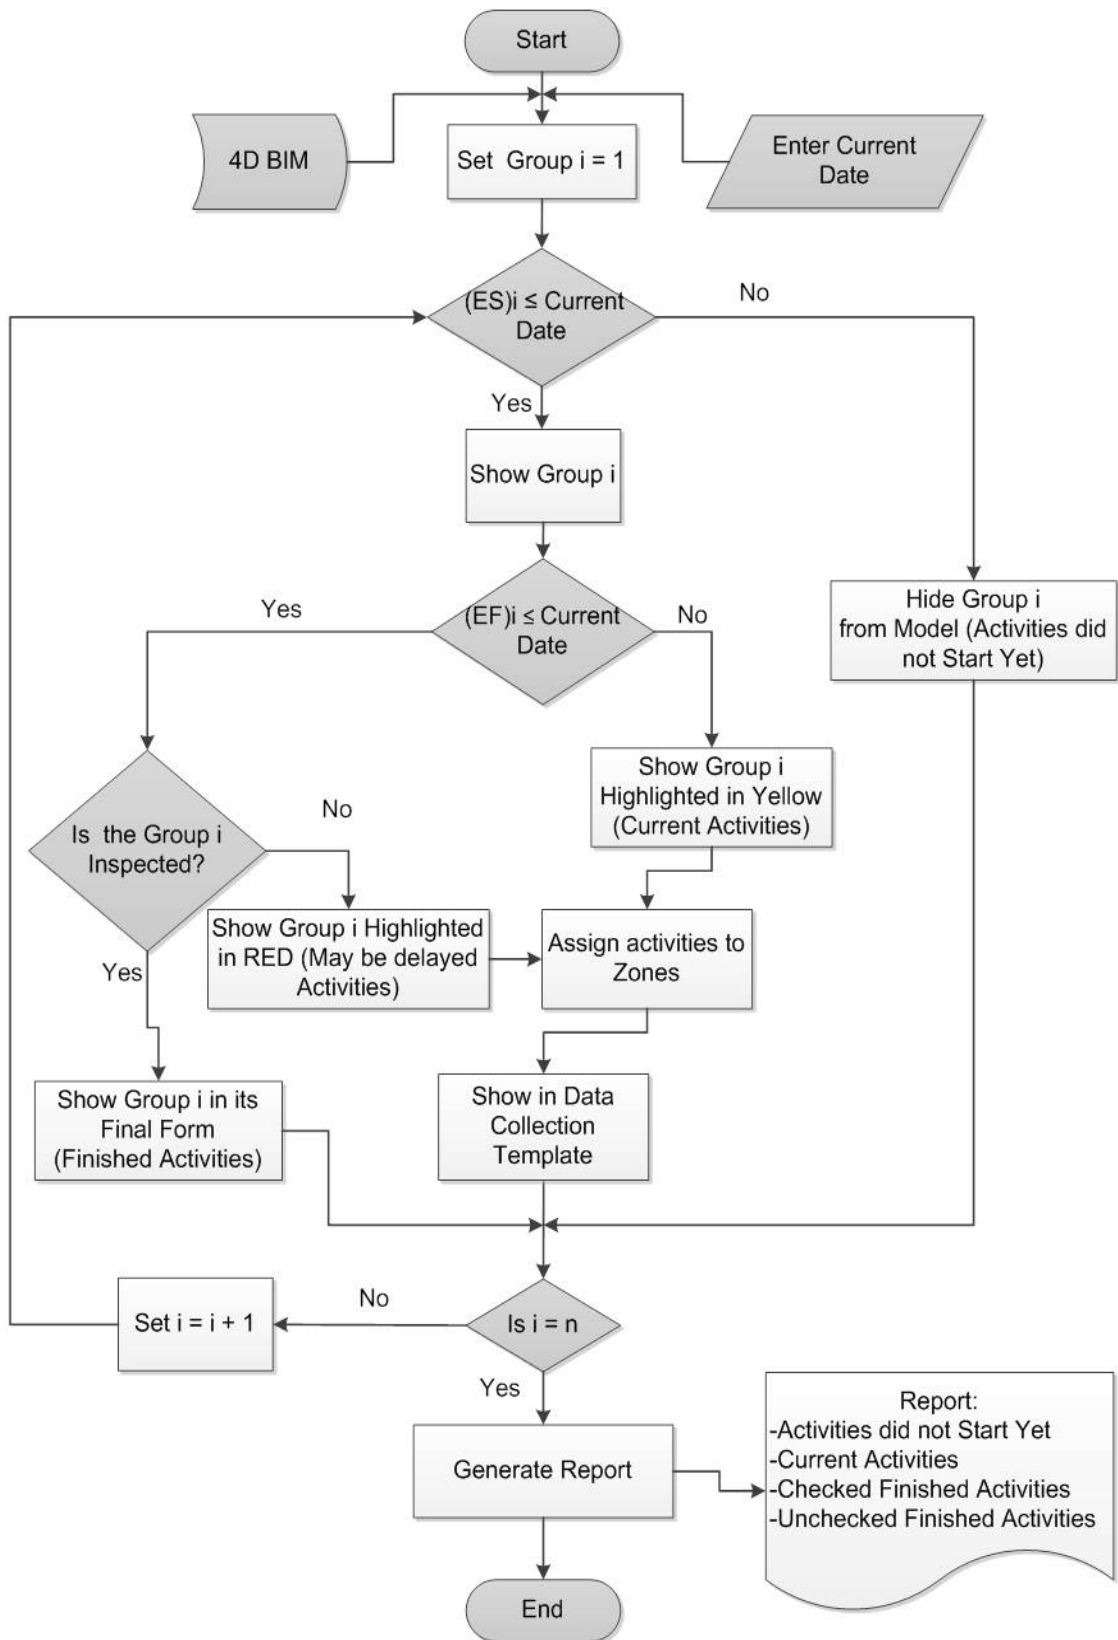 Start
4D BIM
Set Group i = 1
Enter Current
Date
(ES)i ≤ Current
Date
No
Yes
Show Group i
(EF)i ≤ Current
Date
Yes
No
Hide Group i
from Model (Activities did
not Start Yet)
Show Group i
Highlighted in Yellow
(Current Activities)
Is the Group i
Inspected?
No
Yes
Show Group i Highlighted
in RED (May be delayed
Activities)
Assign activities to
Zones
Show Group i in its
Final Form
(Finished Activities)
Show in Data
Collection
Template
Set i = i + 1
No
Is i = n
Yes
Generate Report
Report:
-Activities did not Start Yet
-Current Activities
-Checked Finished Activities
-Unchecked Finished Activities
End